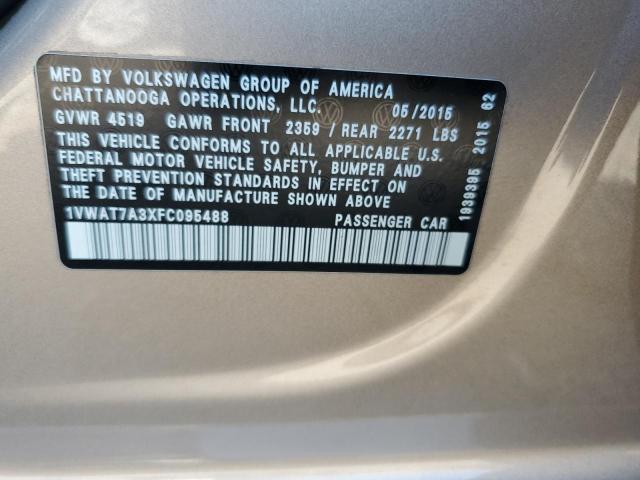 MFD BY VOLKSWAGEN GROUP OF AMERICA
CHATTANOOGA OPERATIONS, LLC. 05/2015
GVWR 4519 GAWR FRONT 2359 / REAR 2271 LBS
THIS VEHICLE CONFORMS TO ALL APPLICABLE U.S.
FEDERAL MOTOR VEHICLE SAFETY, BUMPER AND
THEFT PREVENTION STANDARDS IN EFFECT ON
THE DATE OF MANUFACTURE SHOWN ABOVE
1VWAT7A3XFC095488 PASSENGER CAR
1939395 2015 62